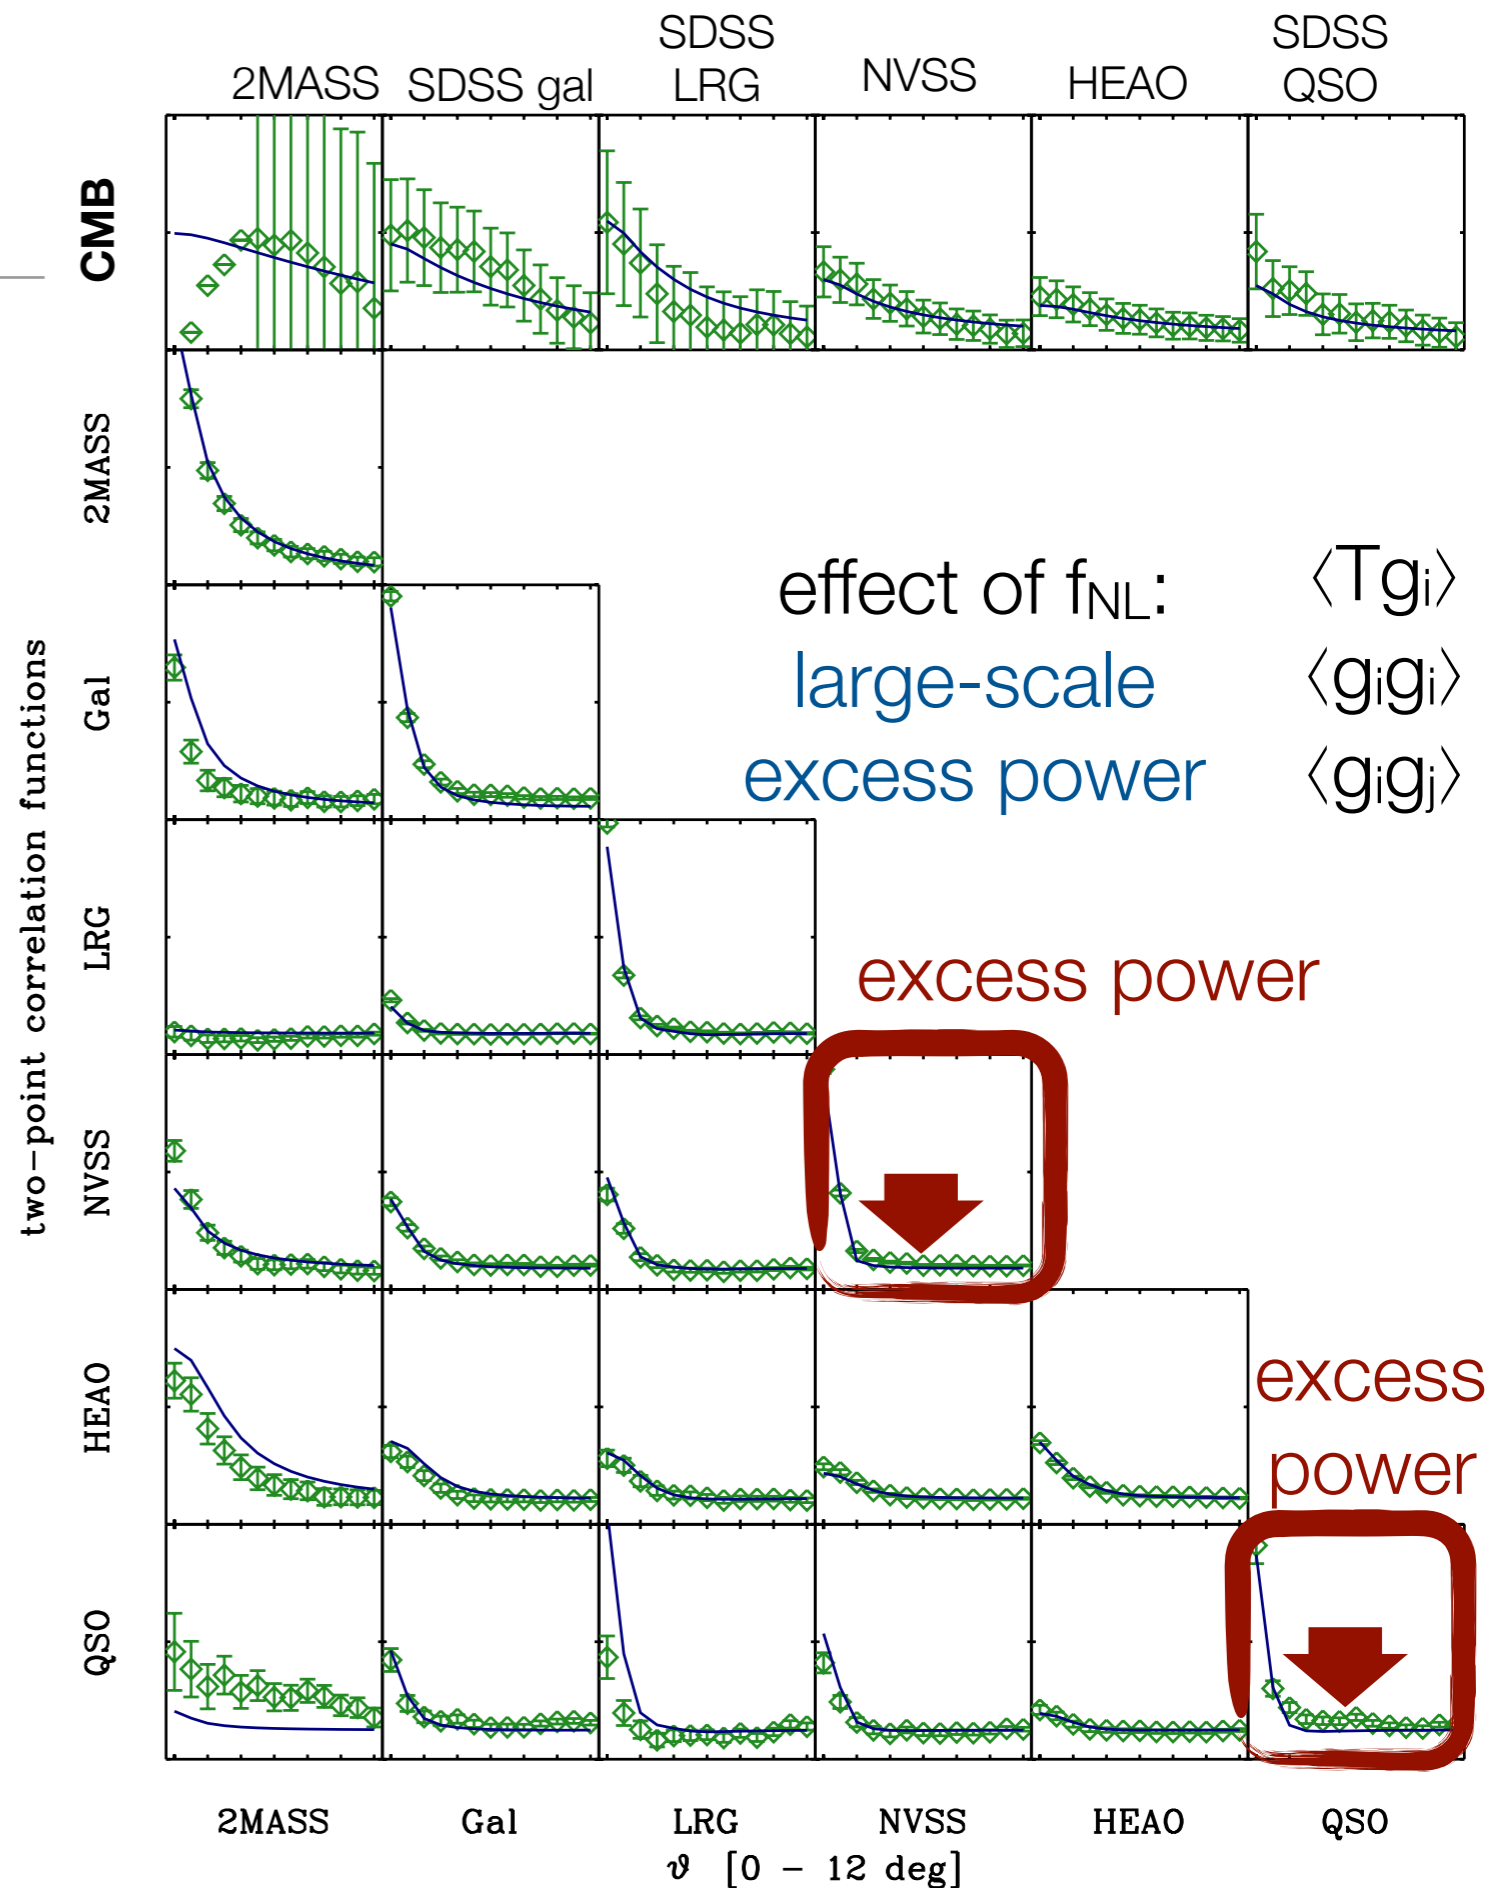 SDSS SDSS
2MASS SDSS gal LRG NVSS HEAO QSO
CMB
2MASS
effect of fNL: ⟨Tgi⟩
large-scale ⟨gigi⟩
excess power ⟨gigj⟩
Gal
two-point correlation functions
LRG
excess power
NVSS
HEAO
excess
power
QSO
2MASS Gal LRG NVSS HEAO QSO
ϑ [0 - 12 deg]